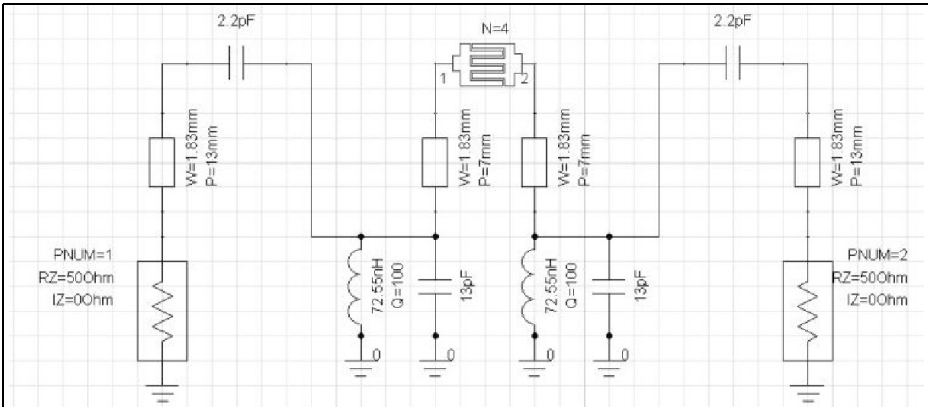 2.2pF
N=4
2.2pF
1
2
W=1.83mm
P=13mm
W=1.83mm
P=7mm
W=1.83mm
P=7mm
W=1.83mm
P=13mm
PNUM=1
RZ=50Ohm
IZ=0Ohm
72.55nH
Q=100
13pF
72.55nH
Q=100
13pF
PNUM=2
RZ=50Ohm
IZ=0Ohm
0
0
0
0